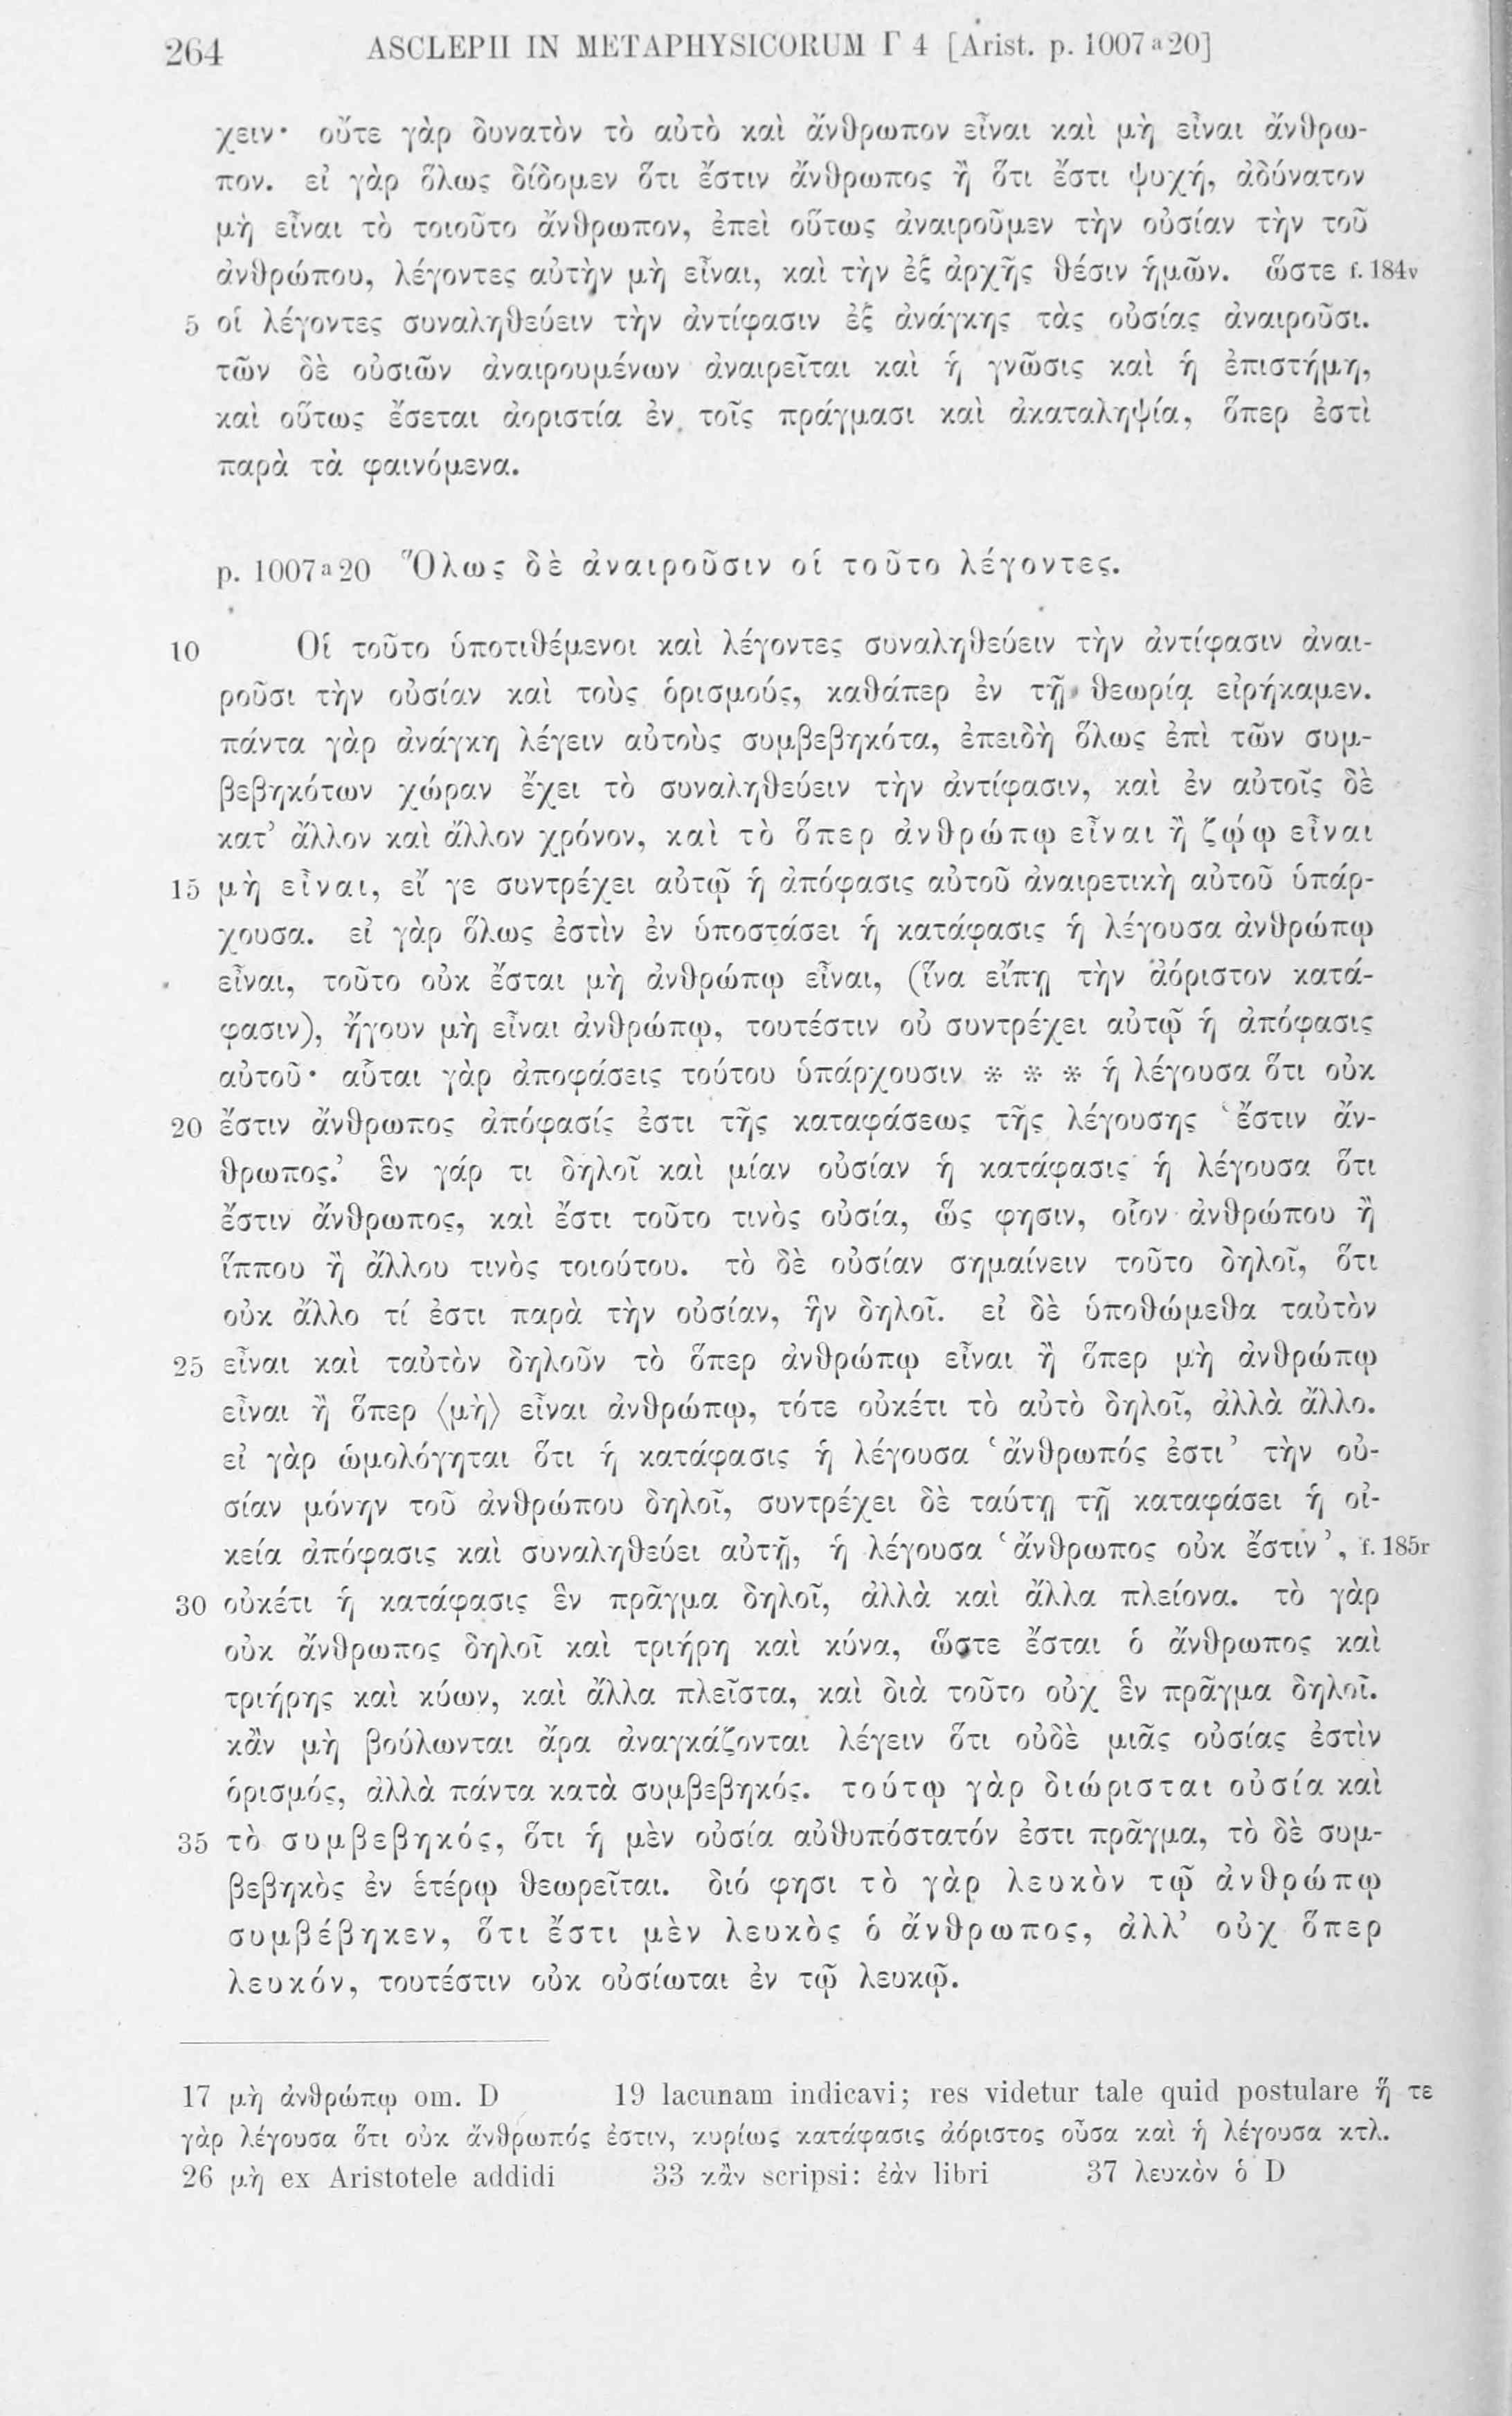 264 ASCLEPII IN METAPHYSICORUM Γ 4 [Arist. p. 1007 a 20]
χειν· οὔτε γὰρ δυνατὸν τὸ αὐτὸ καὶ ἄνθρωπον εἶναι καὶ μὴ εἶναι ἄνθρω-
πον. εἰ γὰρ ὅλως δίδομεν ὅτι ἔστιν ἄνθρωπος ἢ ὅτι ἔστι ψυχή, ἀδύνατον
μὴ εἶναι τὸ τοιοῦτο ἄνθρωπον, ἐπεὶ οὕτως ἀναιροῦμεν τὴν οὐσίαν τὴν τοῦ
ἀνθρώπου, λέγοντες αὐτὴν μὴ εἶναι, καὶ τὴν ἐξ ἀρχῆς θέσιν ἡμῶν. ὥστε f. 184v
5 οἱ λέγοντες συναληθεύειν τὴν ἀντίφασιν ἐξ ἀνάγκης τὰς οὐσίας ἀναιροῦσι.
τῶν δὲ οὐσιῶν ἀναιρουμένων ἀναιρεῖται καὶ ἡ γνῶσις καὶ ἡ ἐπιστήμη,
καὶ οὕτως ἔσεται ἀοριστία ἐν τοῖς πράγμασι καὶ ἀκαταληψία, ὅπερ ἐστὶ
παρὰ τὰ φαινόμενα.
p. 1007 a 20 Ὅλως δὲ ἀναιροῦσιν οἱ τοῦτο λέγοντες.
10 Οἱ τοῦτο ὑποτιθέμενοι καὶ λέγοντες συναληθεύειν τὴν ἀντίφασιν ἀναι-
ροῦσι τὴν οὐσίαν καὶ τοὺς ὁρισμούς, καθάπερ ἐν τῇ θεωρίᾳ εἰρήκαμεν.
πάντα γὰρ ἀνάγκη λέγειν αὐτοὺς συμβεβηκότα, ἐπειδὴ ὅλως ἐπὶ τῶν συμ-
βεβηκότων χώραν ἔχει τὸ συναληθεύειν τὴν ἀντίφασιν, καὶ ἐν αὐτοῖς δὲ
κατ’ ἄλλον καὶ ἄλλον χρόνον, καὶ τὸ ὅπερ ἀνθρώπῳ εἶναι ἢ ζῴῳ εἶναι
15 μὴ εἶναι, εἴ γε συντρέχει αὐτῷ ἡ ἀπόφασις αὐτοῦ ἀναιρετικὴ αὐτοῦ ὑπάρ-
χουσα. εἰ γὰρ ὅλως ἐστὶν ἐν ὑποστάσει ἡ κατάφασις ἡ λέγουσα ἀνθρώπῳ
εἶναι, τοῦτο οὐκ ἔσται μὴ ἀνθρώπῳ εἶναι, (ἵνα εἴπῃ τὴν ἀόριστον κατά-
φασιν), ἤγουν μὴ εἶναι ἀνθρώπῳ, τουτέστιν οὐ συντρέχει αὐτῷ ἡ ἀπόφασις
αὐτοῦ· αὗται γὰρ ἀποφάσεις τούτου ὑπάρχουσιν * * * ἡ λέγουσα ὅτι οὐκ
20 ἔστιν ἄνθρωπος ἀπόφασίς ἐστι τῆς καταφάσεως τῆς λέγουσης ‘ἔστιν ἄν-
θρωπος.’ ἓν γάρ τι δηλοῖ καὶ μίαν οὐσίαν ἡ κατάφασις ἡ λέγουσα ὅτι
ἔστιν ἄνθρωπος, καὶ ἔστι τοῦτο τινὸς οὐσία, ὥς φησιν, οἷον ἀνθρώπου ἢ
ἵππου ἢ ἄλλου τινὸς τοιούτου. τὸ δὲ οὐσίαν σημαίνειν τοῦτο δηλοῖ, ὅτι
οὐκ ἄλλο τί ἐστι παρὰ τὴν οὐσίαν, ἣν δηλοῖ. εἰ δὲ ὑποθώμεθα ταὐτὸν
25 εἶναι καὶ ταὐτὸν δηλοῦν τὸ ὅπερ ἀνθρώπῳ εἶναι ἢ ὅπερ μὴ ἀνθρώπῳ
εἶναι ἢ ὅπερ ⟨μὴ⟩ εἶναι ἀνθρώπῳ, τότε οὐκέτι τὸ αὐτὸ δηλοῖ, ἀλλὰ ἄλλο.
εἰ γὰρ ὡμολόγηται ὅτι ἡ κατάφασις ἡ λέγουσα ‘ἄνθρωπός ἐστι’ τὴν οὐ-
σίαν μόνην τοῦ ἀνθρώπου δηλοῖ, συντρέχει δὲ ταύτῃ τῇ καταφάσει ἡ οἰ-
κεία ἀπόφασις καὶ συναληθεύει αὐτῇ, ἡ λέγουσα ‘ἄνθρωπος οὐκ ἔστιν’, f. 185r
30 οὐκέτι ἡ κατάφασις ἓν πρᾶγμα δηλοῖ, ἀλλὰ καὶ ἄλλα πλείονα. τὸ γὰρ
οὐκ ἄνθρωπος δηλοῖ καὶ τριήρη καὶ κύνα, ὥστε ἔσται ὁ ἄνθρωπος καὶ
τριήρης καὶ κύων, καὶ ἄλλα πλεῖστα, καὶ διὰ τοῦτο οὐχ ἓν πρᾶγμα δηλοῖ.
κἂν μὴ βούλωνται ἄρα ἀναγκάζονται λέγειν ὅτι οὐδὲ μιᾶς οὐσίας ἐστὶν
ὁρισμός, ἀλλὰ πάντα κατὰ συμβεβηκός. τούτῳ γὰρ διώρισται οὐσία καὶ
35 τὸ συμβεβηκός, ὅτι ἡ μὲν οὐσία αὐθυπόστατόν ἐστι πρᾶγμα, τὸ δὲ συμ-
βεβηκὸς ἐν ἑτέρῳ θεωρεῖται. διό φησι τὸ γὰρ λευκὸν τῷ ἀνθρώπῳ
συμβέβηκεν, ὅτι ἔστι μὲν λευκὸς ὁ ἄνθρωπος, ἀλλ’ οὐχ ὅπερ
λευκόν, τουτέστιν οὐκ οὐσίωται ἐν τῷ λευκῷ.
17 μὴ ἀνθρώπῳ om. D 19 lacunam indicavi; res videtur tale quid postulare ἥ τε
γὰρ λέγουσα ὅτι οὐκ ἄνθρωπός ἐστιν, κυρίως κατάφασις ἀόριστος οὖσα καὶ ἡ λέγουσα κτλ.
26 μὴ ex Aristotele addidi 33 κἂν scripsi: ἐὰν libri 37 λευκὸν ὁ D